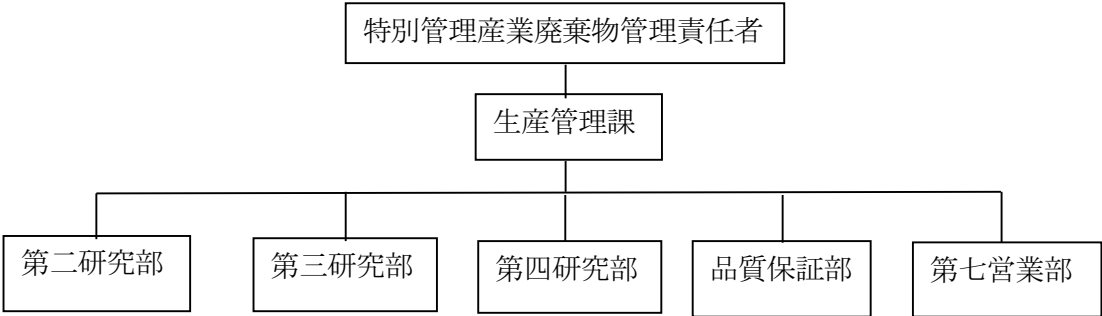 特別管理産業廃棄物管理責任者
生産管理課
第二研究部
第三研究部
第四研究部
品質保証部
第七営業部